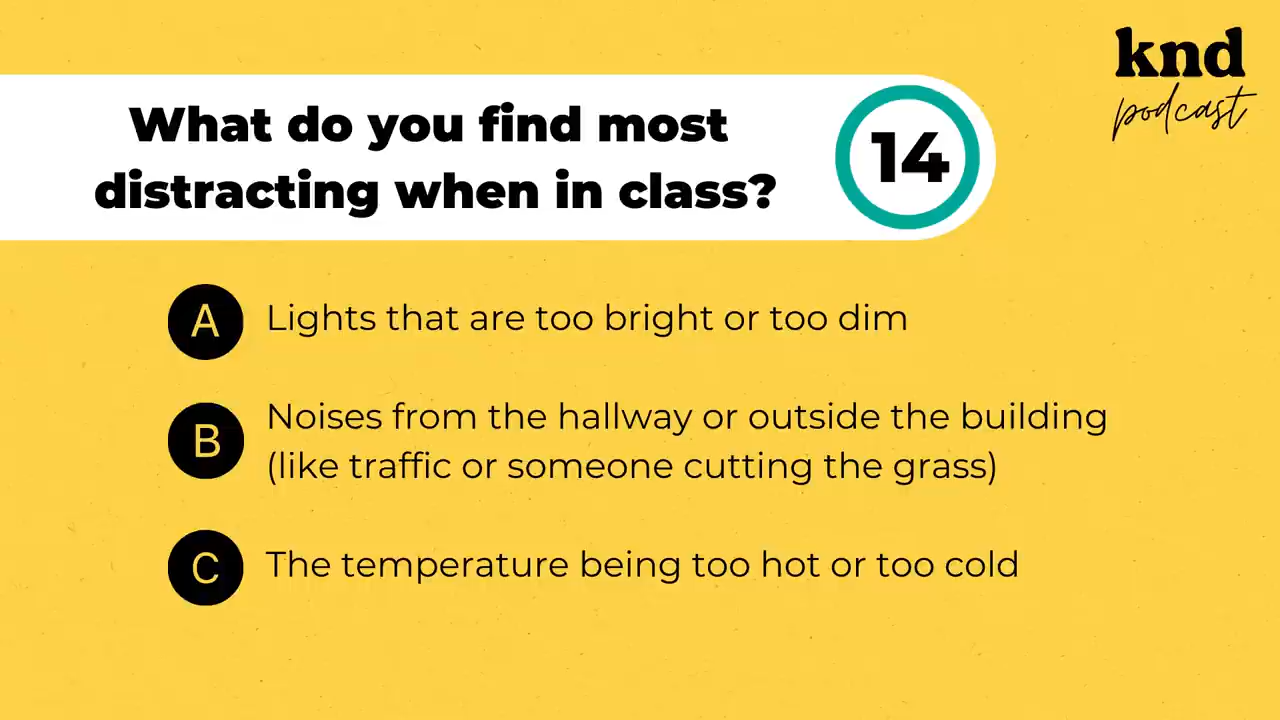 knd
podcast
What do you find most
distracting when in class?
14
A Lights that are too bright or too dim
B Noises from the hallway or outside the building
(like traffic or someone cutting the grass)
C The temperature being too hot or too cold